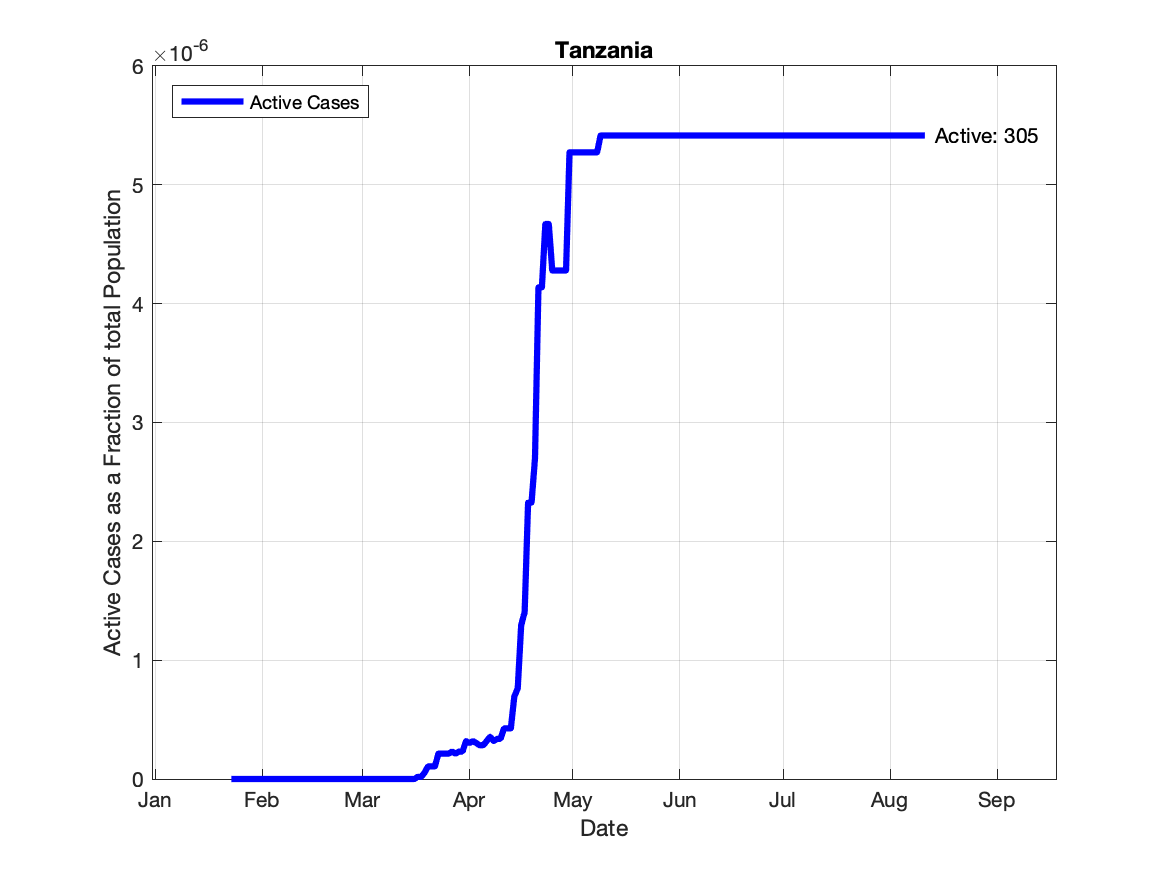 Tanzania
×10-6
6
5
4
3
2
1
0
Active Cases as a Fraction of total Population
Active Cases
Active: 305
Jan Feb Mar Apr May Jun Jul Aug Sep
Date